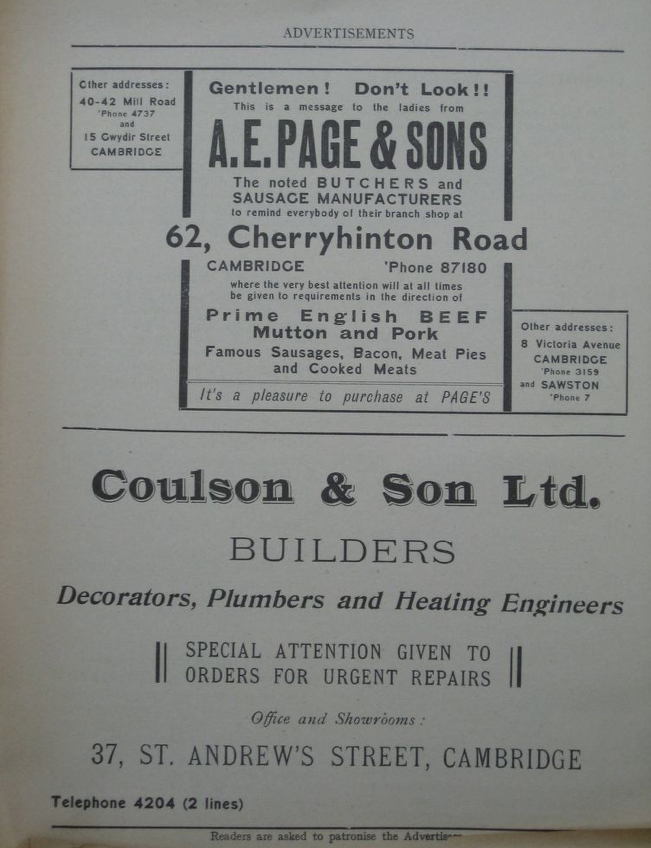 ADVERTISEMENTS
Other addresses:
40-42 Mill Road
'Phone 4737
and
15 Gwydir Street
CAMBRIDGE
Gentlemen! Don't Look!!
This is a message to the ladies from
A.E. PAGE & SONS
The noted BUTCHERS and
SAUSAGE MANUFACTURERS
to remind everybody of their branch shop at
62, Cherryhinton Road
CAMBRIDGE 'Phone 87180
where the very best attention will at all times
be given to requirements in the direction of
Prime English BEEF
Mutton and Pork
Famous Sausages, Bacon, Meat Pies
and Cooked Meats
It's a pleasure to purchase at PAGE'S
Other addresses:
8 Victoria Avenue
CAMBRIDGE
'Phone 3159
and SAWSTON
'Phone 7
Coulson & Son Ltd.
BUILDERS
Decorators, Plumbers and Heating Engineers
SPECIAL ATTENTION GIVEN TO
ORDERS FOR URGENT REPAIRS
Office and Showrooms:
37, ST. ANDREW'S STREET, CAMBRIDGE
Telephone 4204 (2 lines)
Readers are asked to patronise the